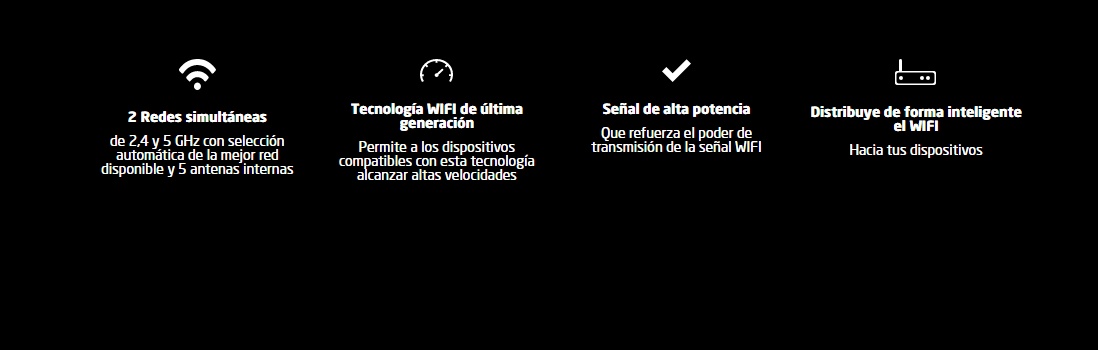 2 Redes simultáneas
de 2,4 y 5 GHz con selección
automática de la mejor red
disponible y 5 antenas internas
Tecnología WIFI de última
generación
Permite a los dispositivos
compatibles con esta tecnología
alcanzar altas velocidades
Señal de alta potencia
Que refuerza el poder de
transmisión de la señal WIFI
Distribuye de forma inteligente
el WIFI
Hacia tus dispositivos